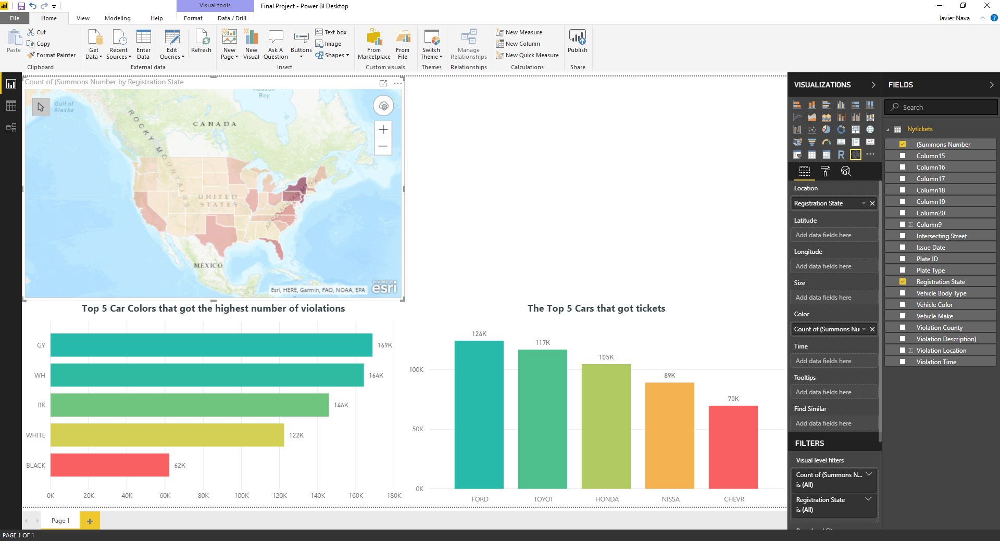 Visual tools
Final Project - Power BI Desktop
File
Home
View
Modeling
Help
Format
Data / Drill
Javier Nava
?
Paste
Cut
Copy
Format Painter
Clipboard
Get Data
Recent Sources
Enter Data
Edit Queries
Refresh
External data
New Page
New Visual
Ask A Question
Buttons
Text box
Image
Shapes
Insert
From Marketplace
From File
Custom visuals
Switch Theme
Themes
Manage Relationships
Relationships
New Measure
New Column
New Quick Measure
Calculations
Publish
Share
Count of (Summons Number by Registration State
Gulf of
Alaska
Hudson
Bay
CANADA
ROCKY MOUNTAINS
UNITED
STATES
APPALACHIAN
MÉXICO
Esri, HERE, Garmin, FAO, NOAA, EPA
POWERED BY
esri
Top 5 Car Colors that got the highest number of violations
GY
169K
WH
164K
BK
146K
WHITE
122K
BLACK
62K
0K
20K
40K
60K
80K
100K
120K
140K
160K
180K
The Top 5 Cars that got tickets
124K
117K
105K
89K
70K
100K
50K
0K
FORD
TOYOT
HONDA
NISSA
CHEVR
VISUALIZATIONS
R
Location
Registration State
Latitude
Add data fields here
Longitude
Add data fields here
Size
Add data fields here
Color
Count of (Summons Nu
Time
Add data fields here
Tooltips
Add data fields here
Find Similar
Add data fields here
FILTERS
Visual level filters
Count of (Summons N...
is (All)
Registration State
is (All)
FIELDS
Search
Nytickets
(Summons Number
Column15
Column16
Column17
Column18
Column19
Column20
Σ Column9
Intersecting Street
Issue Date
Plate ID
Plate Type
Registration State
Vehicle Body Type
Vehicle Color
Vehicle Make
Violation County
Violation Description)
Σ Violation Location
Violation Time
Page 1
PAGE 1 OF 1